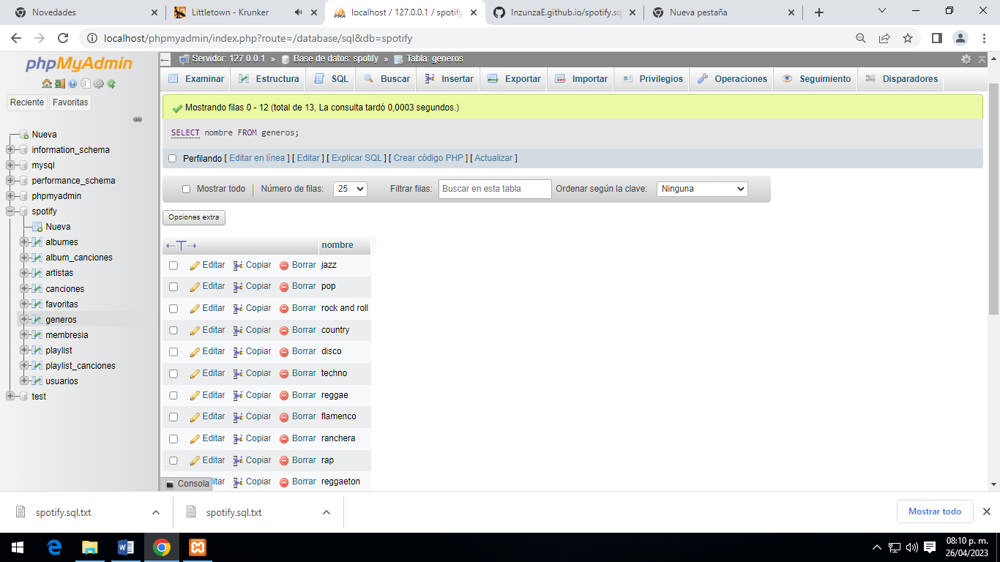 Novedades
Littletown - Krunker
localhost / 127.0.0.1 / spotify
InzunzaE.github.io/spotify.sq
Nueva pestaña
localhost/phpmyadmin/index.php?route=/database/sql&db=spotify
phpMyAdmin
Reciente
Favoritas
Nueva
information_schema
mysql
performance_schema
phpmyadmin
spotify
Nueva
albumes
album_canciones
artistas
canciones
favoritas
generos
membresia
playlist
playlist_canciones
usuarios
test
Servidor: 127.0.0.1 » Base de datos: spotify » Tabla: generos
Examinar Estructura SQL Buscar Insertar Exportar Importar Privilegios Operaciones Seguimiento Disparadores
Mostrando filas 0 - 12 (total de 13, La consulta tardó 0,0003 segundos.)
SELECT nombre FROM generos;
Perfilando [ Editar en línea ] [ Editar ] [ Explicar SQL ] [ Crear código PHP ] [ Actualizar ]
Mostrar todo | Número de filas: 25 Filtrar filas: Buscar en esta tabla Ordenar según la clave: Ninguna
Opciones extra
←T→ nombre
Editar Copiar Borrar jazz
Editar Copiar Borrar pop
Editar Copiar Borrar rock and roll
Editar Copiar Borrar country
Editar Copiar Borrar disco
Editar Copiar Borrar techno
Editar Copiar Borrar reggae
Editar Copiar Borrar flamenco
Editar Copiar Borrar ranchera
Editar Copiar Borrar rap
Consola itar Copiar Borrar reggaeton
spotify.sql.txt
spotify.sql.txt
Mostrar todo
08:10 p. m.
26/04/2023